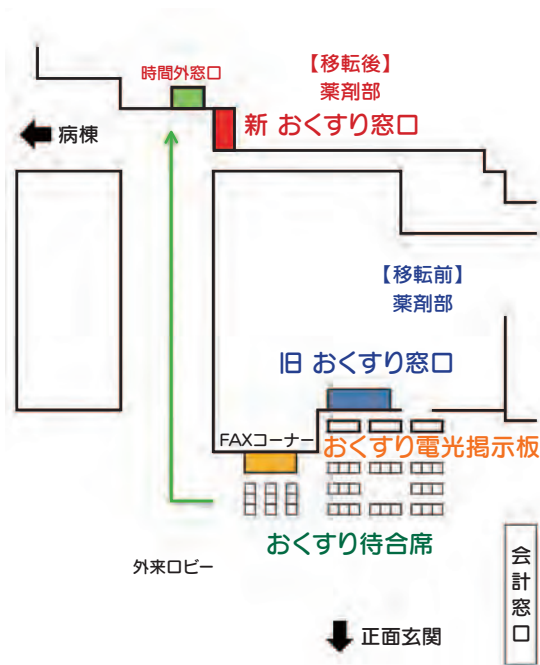 【移転後】
時間外窓口
薬剤部
新 おくすり窓口
病棟
【移転前】
薬剤部
旧 おくすり窓口
FAXコーナー
おくすり電光掲示板
おくすり待合席
外来ロビー
会計窓口
正面玄関